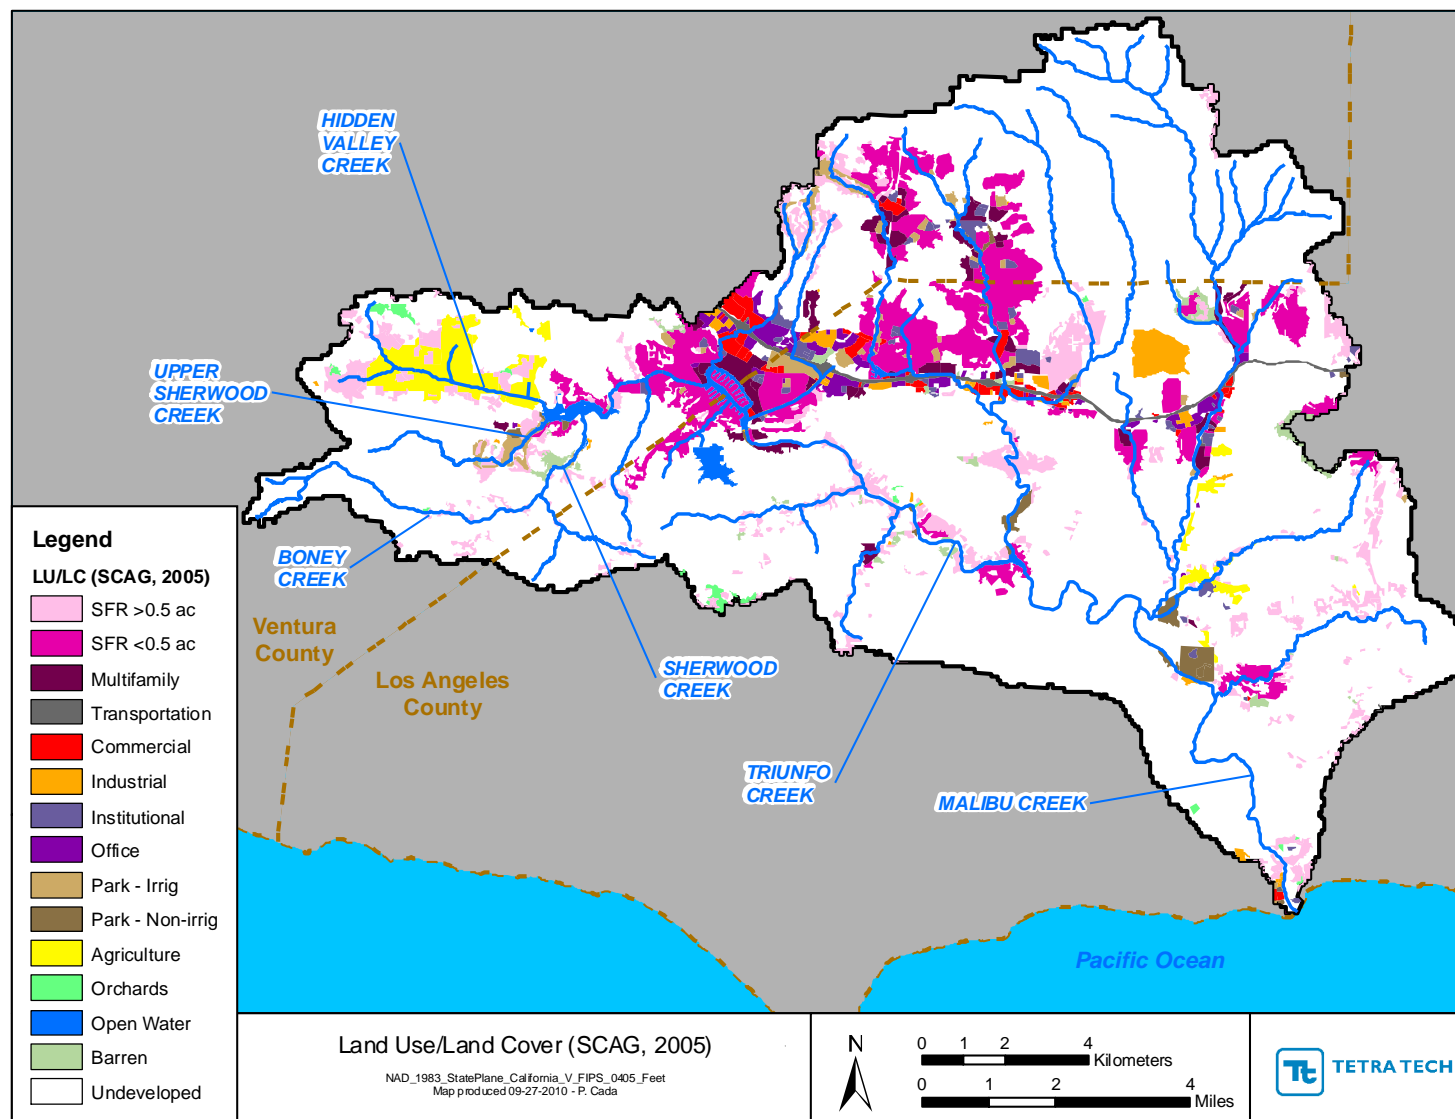 HIDDEN
VALLEY
CREEK
UPPER
SHERWOOD
CREEK
BONEY
CREEK
Ventura
County
Los Angeles
County
SHERWOOD
CREEK
TRIUNFO
CREEK
MALIBU CREEK
Pacific Ocean
Legend
LU/LC (SCAG, 2005)
SFR >0.5 ac
SFR <0.5 ac
Multifamily
Transportation
Commercial
Industrial
Institutional
Office
Park - Irrig
Park - Non-irrig
Agriculture
Orchards
Open Water
Barren
Undeveloped
Land Use/Land Cover (SCAG, 2005)
NAD_1983_StatePlane_California_V_FIPS_0405_Feet
Map produced 09-27-2010 - P. Cada
N
0 1 2 4
Kilometers
0 1 2 4
Miles
Tt
TETRA TECH